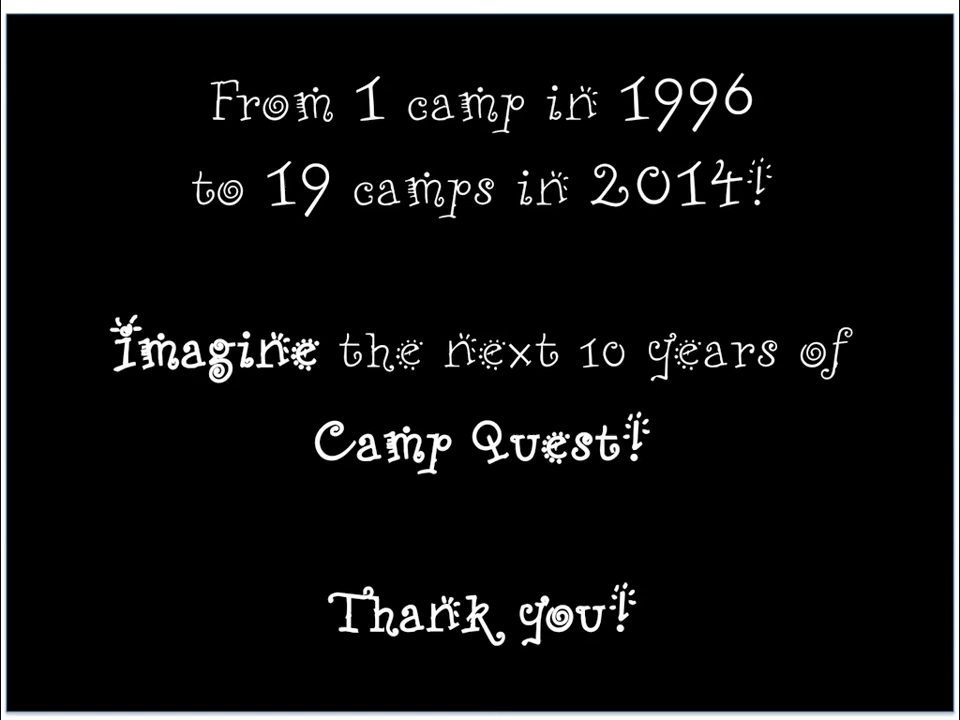 From 1 camp in 1996
to 19 camps in 2014!
Imagine the next 10 years of
Camp Quest!
Thank you!